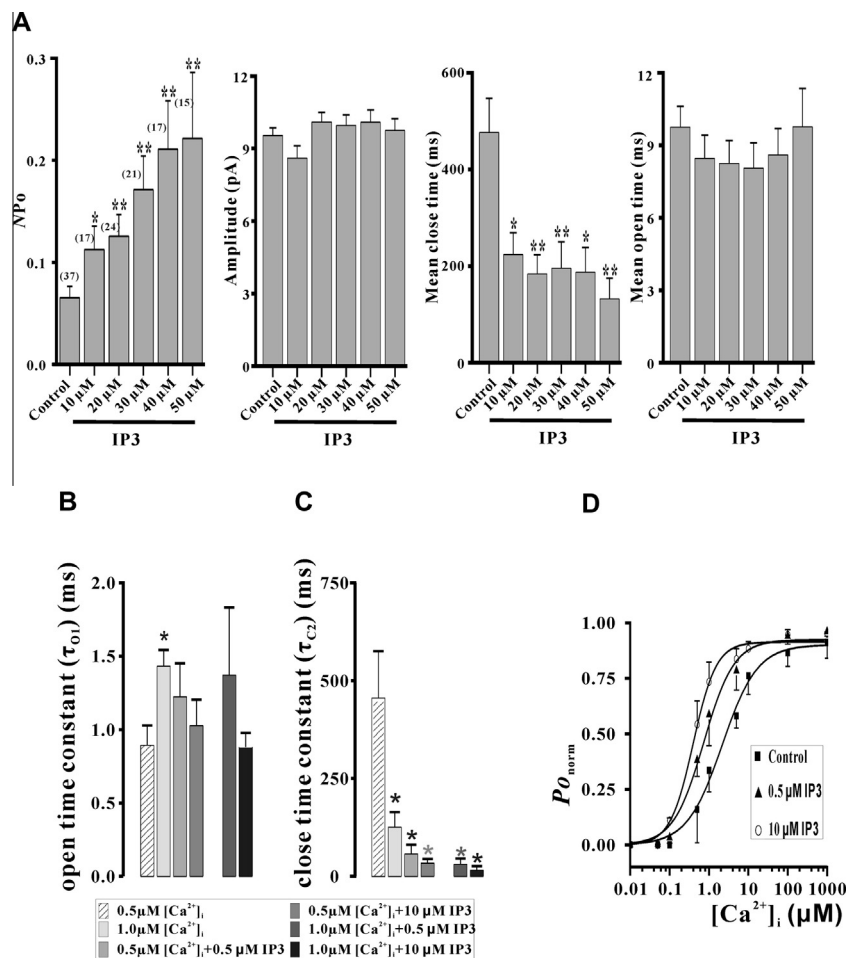 A
0.3
0.2
0.1
0.0
NPo
(37)
(17)
*
(24)
**
(21)
**
(17)
**
(15)
**
Control
10 µM
20 µM
30 µM
40 µM
50 µM
IP3
12
9
6
3
0
Amplitude (pA)
Control
10 µM
20 µM
30 µM
40 µM
50 µM
IP3
600
400
200
0
Mean close time (ms)
*
**
**
*
**
Control
10 µM
20 µM
30 µM
40 µM
50 µM
IP3
12
9
6
3
0
Mean open time (ms)
Control
10 µM
20 µM
30 µM
40 µM
50 µM
IP3
B
2.0
1.5
1.0
0.5
0.0
open time constant (τO1) (ms)
*
C
750
500
250
0
close time constant (τC2) (ms)
*
*
*
*
*
0.5µM [Ca²⁺]i
1.0µM [Ca²⁺]i
0.5µM [Ca²⁺]i+0.5 µM IP3
0.5µM [Ca²⁺]i+10 µM IP3
1.0µM [Ca²⁺]i+0.5 µM IP3
1.0µM [Ca²⁺]i+10 µM IP3
D
1.00
0.75
0.50
0.25
0.00
Po norm
Control
0.5 µM IP3
10 µM IP3
0.01
0.1
1.0
10
100
1000
[Ca²⁺]i (µM)